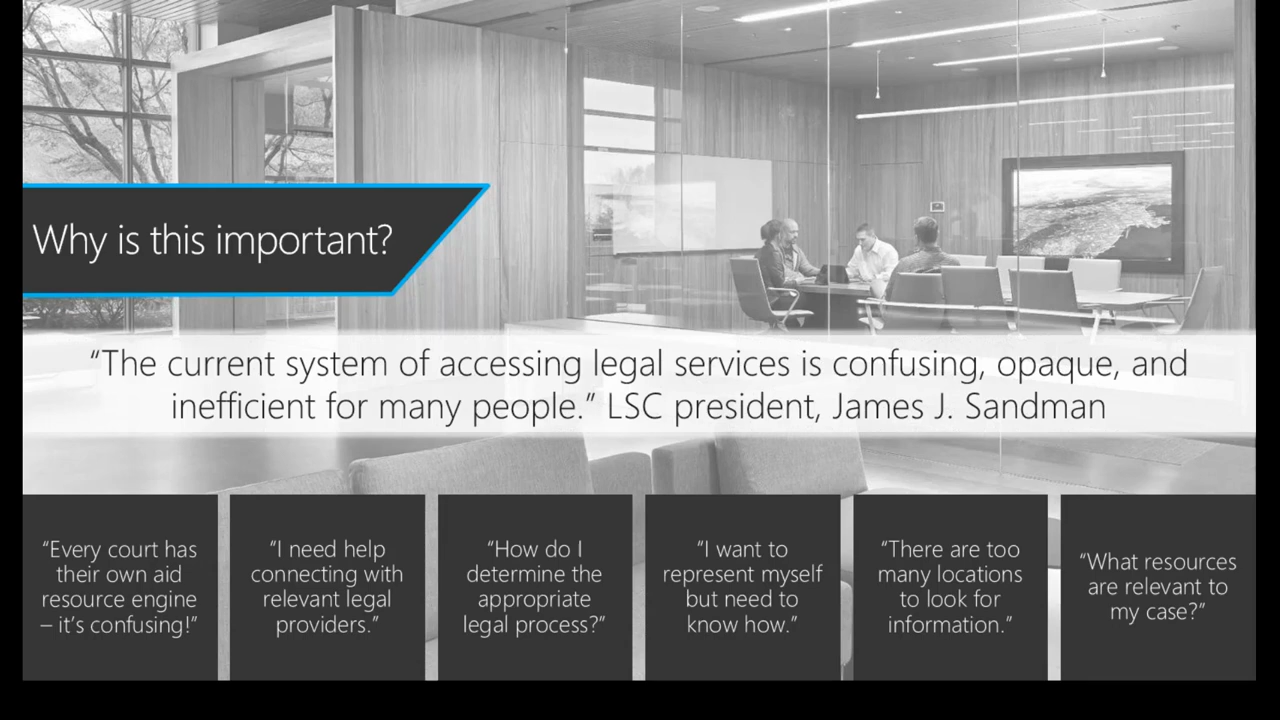 Why is this important?
“The current system of accessing legal services is confusing, opaque, and
inefficient for many people.” LSC president, James J. Sandman
“Every court has
their own aid
resource engine
– it’s confusing!”
“I need help
connecting with
relevant legal
providers.”
“How do I
determine the
appropriate
legal process?”
“I want to
represent myself
but need to
know how.”
“There are too
many locations
to look for
information.”
“What resources
are relevant to
my case?”